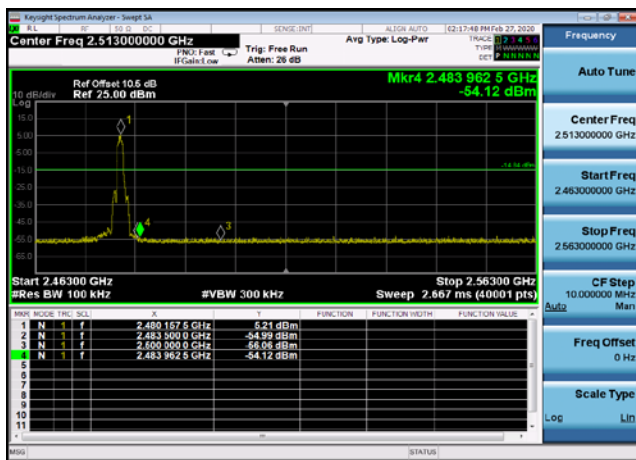 Keysight Spectrum Analyzer - Swept SA
RL RF 50 Ω DC SENSE:INT ALIGN AUTO 02:17:48 PM Feb 27, 2020
Center Freq 2.513000000 GHz
PNO: Fast
IFGain:Low
Trig: Free Run
Atten: 26 dB
Avg Type: Log-Pwr
TRACE 1 2 3 4 5 6
TYPE
DET P N N N N N
Ref Offset 10.5 dB
10 dB/div Ref 25.00 dBm
Log
Mkr4 2.483 962 5 GHz
-54.12 dBm
15.0
5.00
-5.00
-15.0
-25.0
-35.0
-45.0
-55.0
-65.0
1
4
3
Start 2.46300 GHz
#Res BW 100 kHz
#VBW 300 kHz
Stop 2.56300 GHz
Sweep 2.667 ms (40001 pts)
MKR MODE TRC SCL X Y FUNCTION FUNCTION WIDTH FUNCTION VALUE
1 N 1 f 2.480 157 5 GHz 5.21 dBm
2 N 1 f 2.483 500 0 GHz -54.99 dBm
3 N 1 f 2.500 000 0 GHz -56.06 dBm
4 N 1 f 2.483 962 5 GHz -54.12 dBm
5
6
7
8
9
10
11
MSG STATUS
Frequency
Auto Tune
Center Freq
2.513000000 GHz
Start Freq
2.463000000 GHz
Stop Freq
2.563000000 GHz
CF Step
10.000000 MHz
Auto Man
Freq Offset
0 Hz
Scale Type
Log Lin